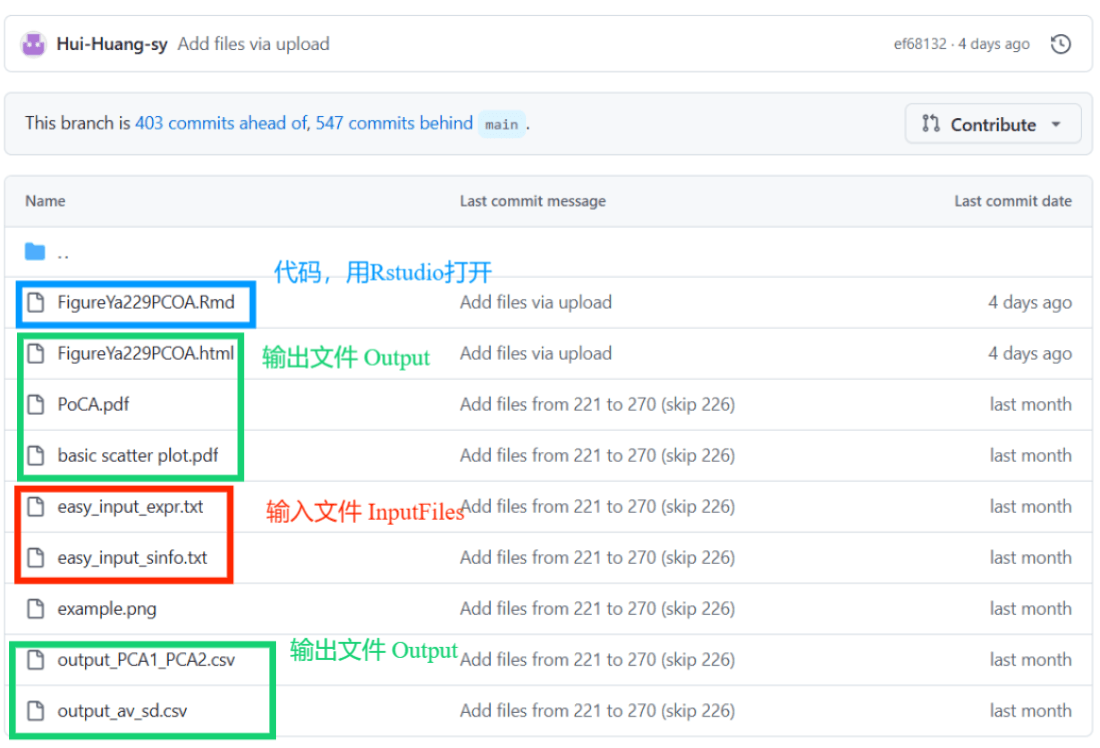 Hui-Huang-sy Add files via upload ef68132 · 4 days ago
This branch is 403 commits ahead of, 547 commits behind main .
Contribute
Name Last commit message Last commit date
..
代码，用Rstudio打开
FigureYa229PCOA.Rmd Add files via upload 4 days ago
FigureYa229PCOA.html 输出文件 Output Add files via upload 4 days ago
PoCA.pdf Add files from 221 to 270 (skip 226) last month
basic scatter plot.pdf Add files from 221 to 270 (skip 226) last month
easy_input_expr.txt 输入文件 InputFiles Add files from 221 to 270 (skip 226) last month
easy_input_sinfo.txt Add files from 221 to 270 (skip 226) last month
example.png Add files from 221 to 270 (skip 226) last month
输出文件 Output
output_PCA1_PCA2.csv Add files from 221 to 270 (skip 226) last month
output_av_sd.csv Add files from 221 to 270 (skip 226) last month